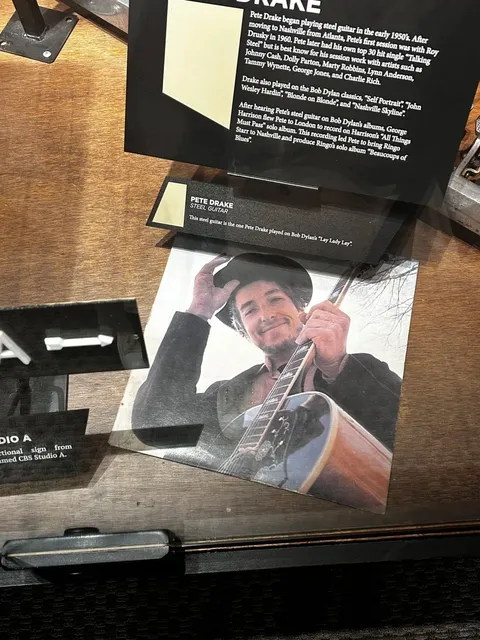 DRAKE
Pete Drake began playing steel guitar in the early 1950's. After
moving to Nashville from Atlanta, Pete's first session was with Roy
Drusky in 1960. Pete later had his own top 30 hit single "Talking
Steel" but is best know for his session work with artists such as
Johnny Cash, Dolly Parton, Marty Robbins, Lynn Anderson,
Tammy Wynette, George Jones, and Charlie Rich.
Drake also played on the Bob Dylan classics, "Self Portrait", "John
Wesley Hardin", "Blonde on Blonde', and "Nashville Skyline".
After hearing Pete's steel guitar on Bob Dylan's albums, George
Harrison flew Pete to London to record on Harrison's "All Things
Must Pass" solo album. This recording led Pete to bring Ringo
Starr to Nashville and produce Ringo's solo album "Beaucoups of
Blues".
PETE DRAKE
STEEL GUITAR
This steel guitar is the one Pete Drake played on Bob Dylan's "Lay Lady Lay".
A →
DIO A
ctional sign from
amed CBS Studio A.